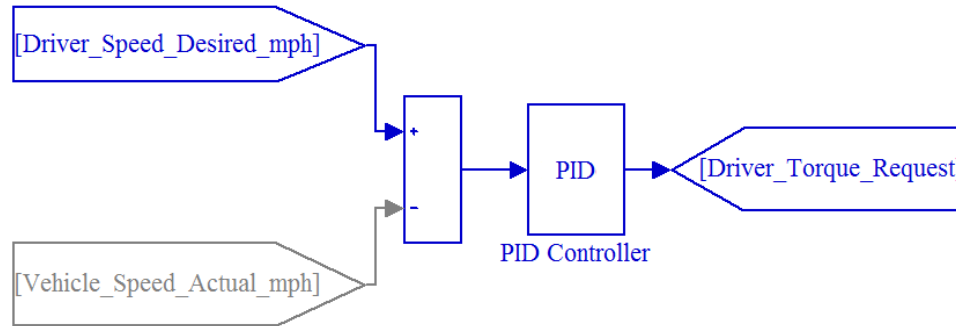 [Driver_Speed_Desired_mph]
+
PID
[Driver_Torque_Request]
-
PID Controller
[Vehicle_Speed_Actual_mph]